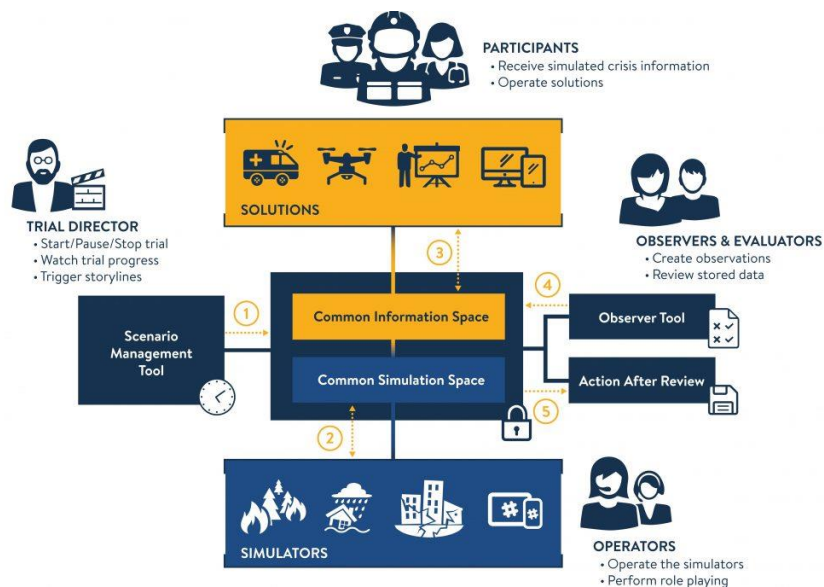 PARTICIPANTS
• Receive simulated crisis information
• Operate solutions
SOLUTIONS
TRIAL DIRECTOR
• Start/Pause/Stop trial
• Watch trial progress
• Trigger storylines
OBSERVERS & EVALUATORS
• Create observations
• Review stored data
3
1
4
Scenario
Management
Tool
Common Information Space
Observer Tool
Common Simulation Space
Action After Review
2
5
SIMULATORS
#
#
OPERATORS
• Operate the simulators
• Perform role playing